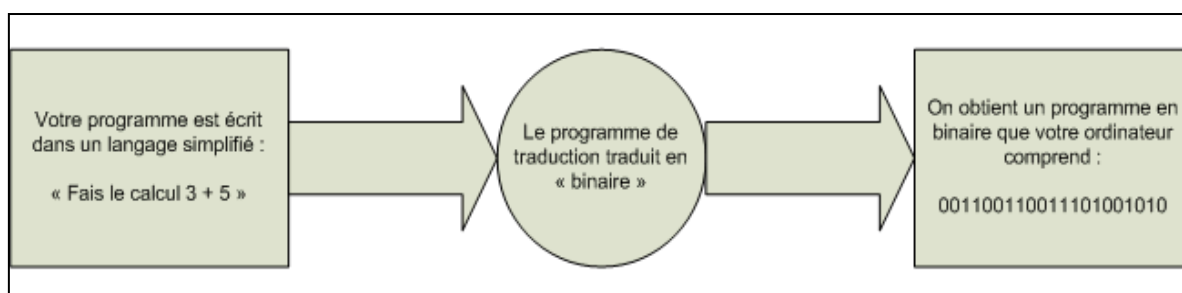 Votre programme est écrit
dans un langage simplifié :
« Fais le calcul 3 + 5 »
Le programme de
traduction traduit en
« binaire »
On obtient un programme en
binaire que votre ordinateur
comprend :
001100110011101001010